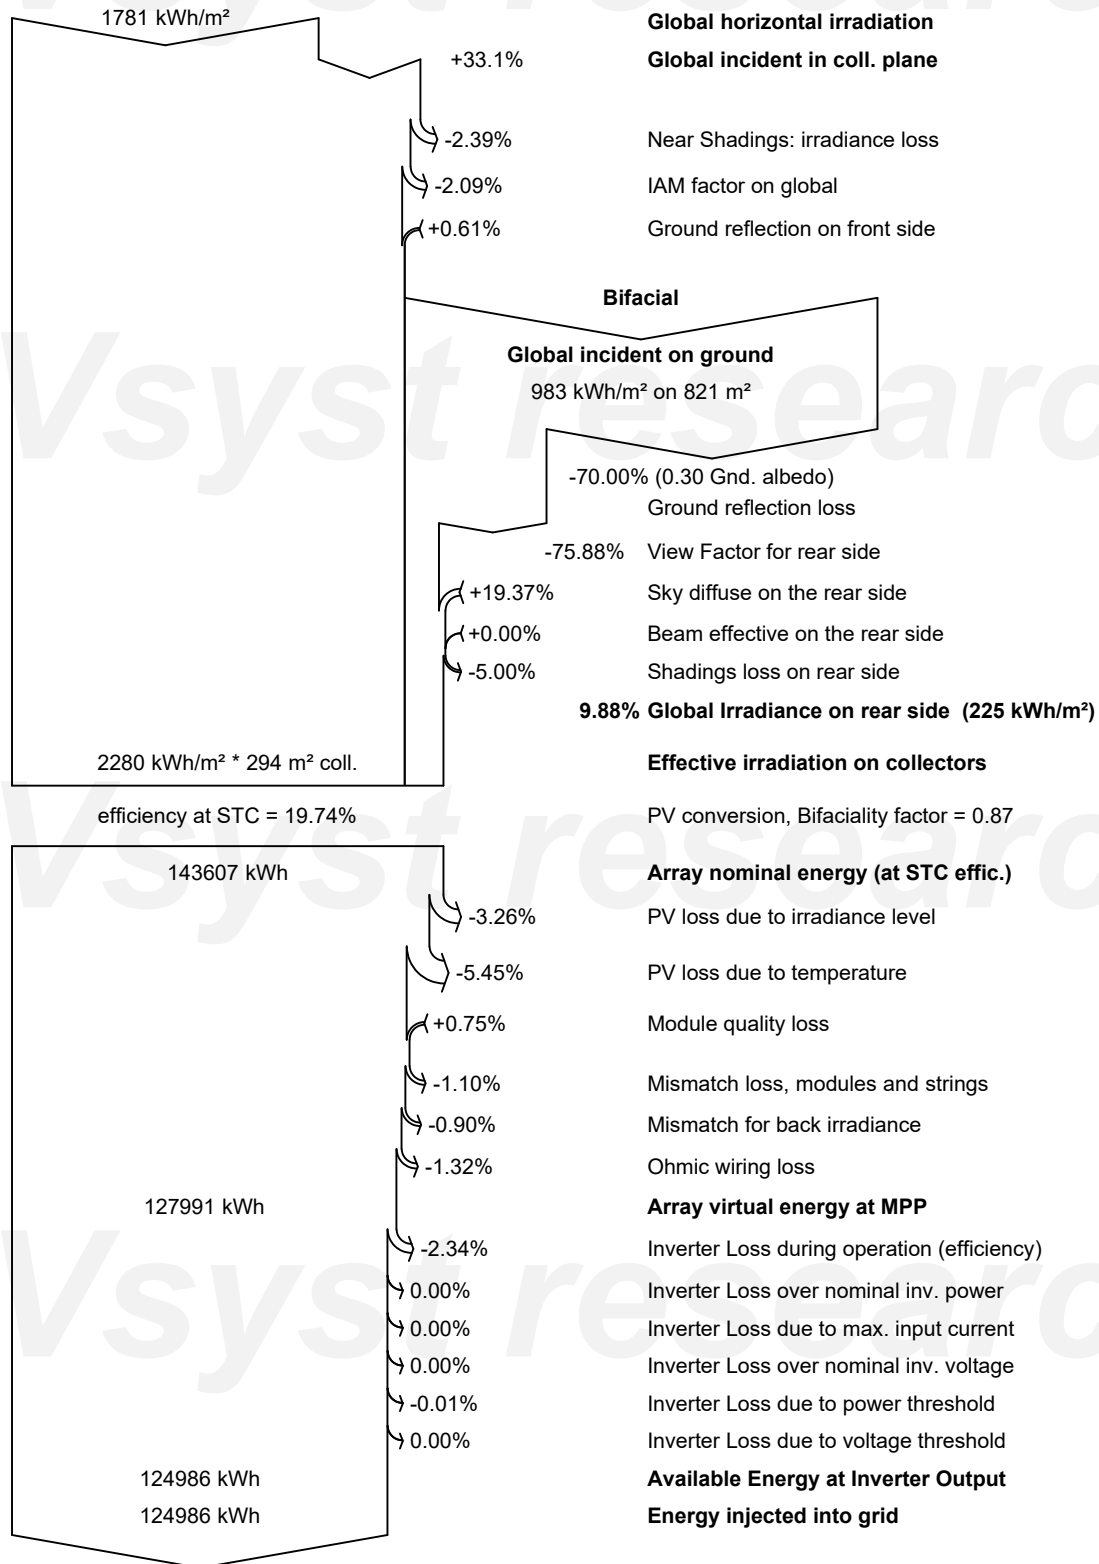 1781 kWh/m² Global horizontal irradiation
+33.1% Global incident in coll. plane
-2.39% Near Shadings: irradiance loss
-2.09% IAM factor on global
+0.61% Ground reflection on front side
Bifacial
Global incident on ground
983 kWh/m² on 821 m²
-70.00% (0.30 Gnd. albedo)
Ground reflection loss
-75.88% View Factor for rear side
+19.37% Sky diffuse on the rear side
+0.00% Beam effective on the rear side
-5.00% Shadings loss on rear side
9.88% Global Irradiance on rear side (225 kWh/m²)
2280 kWh/m² * 294 m² coll. Effective irradiation on collectors
efficiency at STC = 19.74% PV conversion, Bifaciality factor = 0.87
143607 kWh Array nominal energy (at STC effic.)
-3.26% PV loss due to irradiance level
-5.45% PV loss due to temperature
+0.75% Module quality loss
-1.10% Mismatch loss, modules and strings
-0.90% Mismatch for back irradiance
-1.32% Ohmic wiring loss
127991 kWh Array virtual energy at MPP
-2.34% Inverter Loss during operation (efficiency)
0.00% Inverter Loss over nominal inv. power
0.00% Inverter Loss due to max. input current
0.00% Inverter Loss over nominal inv. voltage
-0.01% Inverter Loss due to power threshold
0.00% Inverter Loss due to voltage threshold
124986 kWh Available Energy at Inverter Output
124986 kWh Energy injected into grid
Vsyst researc
Vsyst researc
Vsyst researc
Vsyst researc